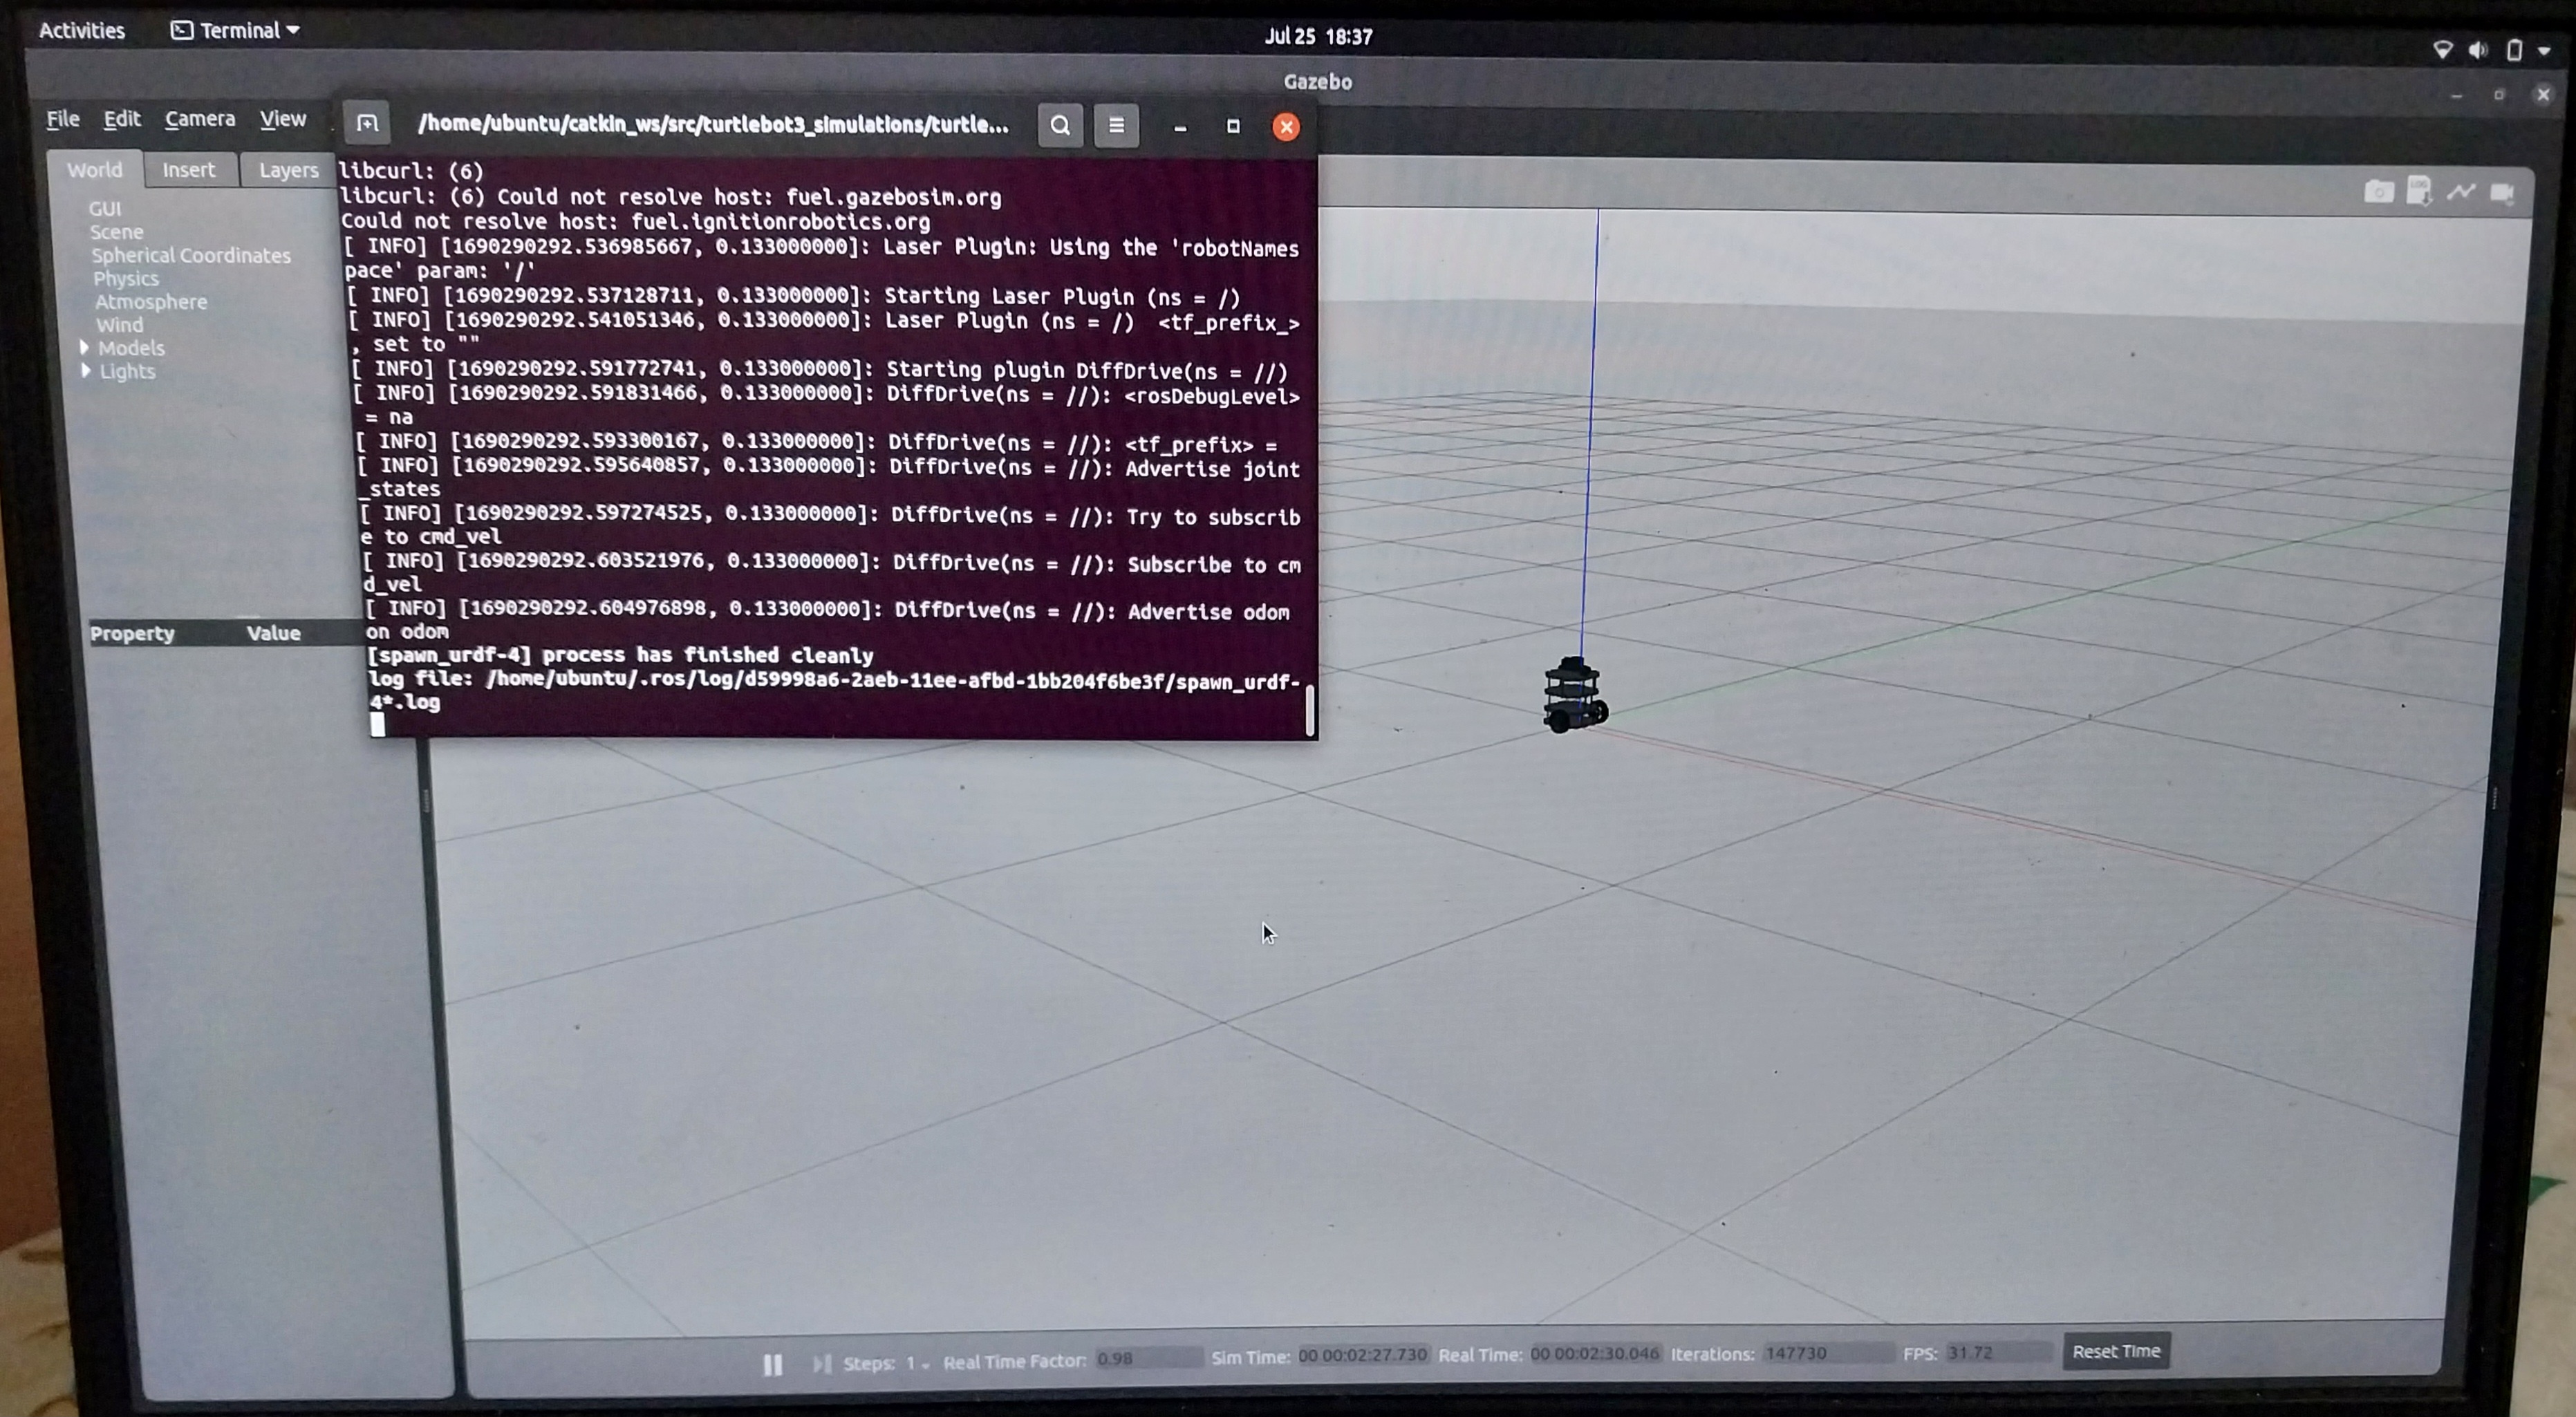 Activities
Terminal
Jul 25 18:37
Gazebo
File Edit Camera View
/home/ubuntu/catkin_ws/src/turtlebot3_simulations/turtle...
World Insert Layers
GUI
Scene
Spherical Coordinates
Physics
Atmosphere
Wind
Models
Lights
Property Value
libcurl: (6)
libcurl: (6) Could not resolve host: fuel.gazebosim.org
Could not resolve host: fuel.ignitionrobotics.org
[ INFO] [1690290292.536985667, 0.133000000]: Laser Plugin: Using the 'robotNames
pace' param: '/'
[ INFO] [1690290292.537128711, 0.133000000]: Starting Laser Plugin (ns = /)
[ INFO] [1690290292.541051346, 0.133000000]: Laser Plugin (ns = /)  <tf_prefix_>
, set to ""
[ INFO] [1690290292.591772741, 0.133000000]: Starting plugin DiffDrive(ns = //)
[ INFO] [1690290292.591831466, 0.133000000]: DiffDrive(ns = //): <rosDebugLevel>
= na
[ INFO] [1690290292.593300167, 0.133000000]: DiffDrive(ns = //): <tf_prefix> =
[ INFO] [1690290292.595640857, 0.133000000]: DiffDrive(ns = //): Advertise joint
_states
[ INFO] [1690290292.597274525, 0.133000000]: DiffDrive(ns = //): Try to subscrib
e to cmd_vel
[ INFO] [1690290292.603521976, 0.133000000]: DiffDrive(ns = //): Subscribe to cm
d_vel
[ INFO] [1690290292.604976898, 0.133000000]: DiffDrive(ns = //): Advertise odom
on odom
[spawn_urdf-4] process has finished cleanly
log file: /home/ubuntu/.ros/log/d59998a6-2aeb-11ee-afbd-1bb204f6be3f/spawn_urdf-
4*.log
Steps: 1 Real Time Factor: 0.98 Sim Time: 00 00:02:27.730 Real Time: 00 00:02:30.046 Iterations: 147730 FPS: 31.72 Reset Time